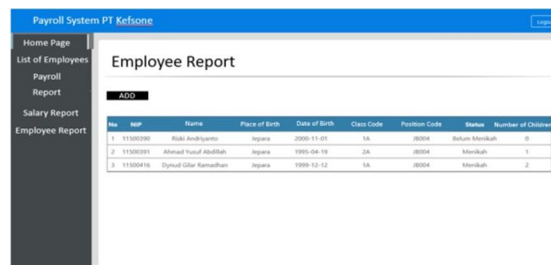 Payroll System PT Kefsone
Login
Home Page
List of Employees
Payroll
Report
Salary Report
Employee Report
Employee Report
ADD
No NIP Name Place of Birth Date of Birth Class Code Position Code Status Number of Children
1 11500390 Riski Andriyanto Jepara 2000-11-01 1A JB004 Belum Menikah 0
2 11500391 Ahmad Yusuf Abdillah Jepara 1995-04-19 2A JB004 Menikah 1
3 11500416 Dynud Gilar Ramadhan Jepara 1999-12-12 1A JB004 Menikah 2